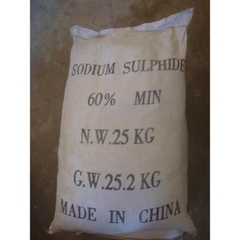 SODIUM SULPHIDE
60% MIN
N.W.25 KG
G.W.25.2 KG
MADE IN CHINA